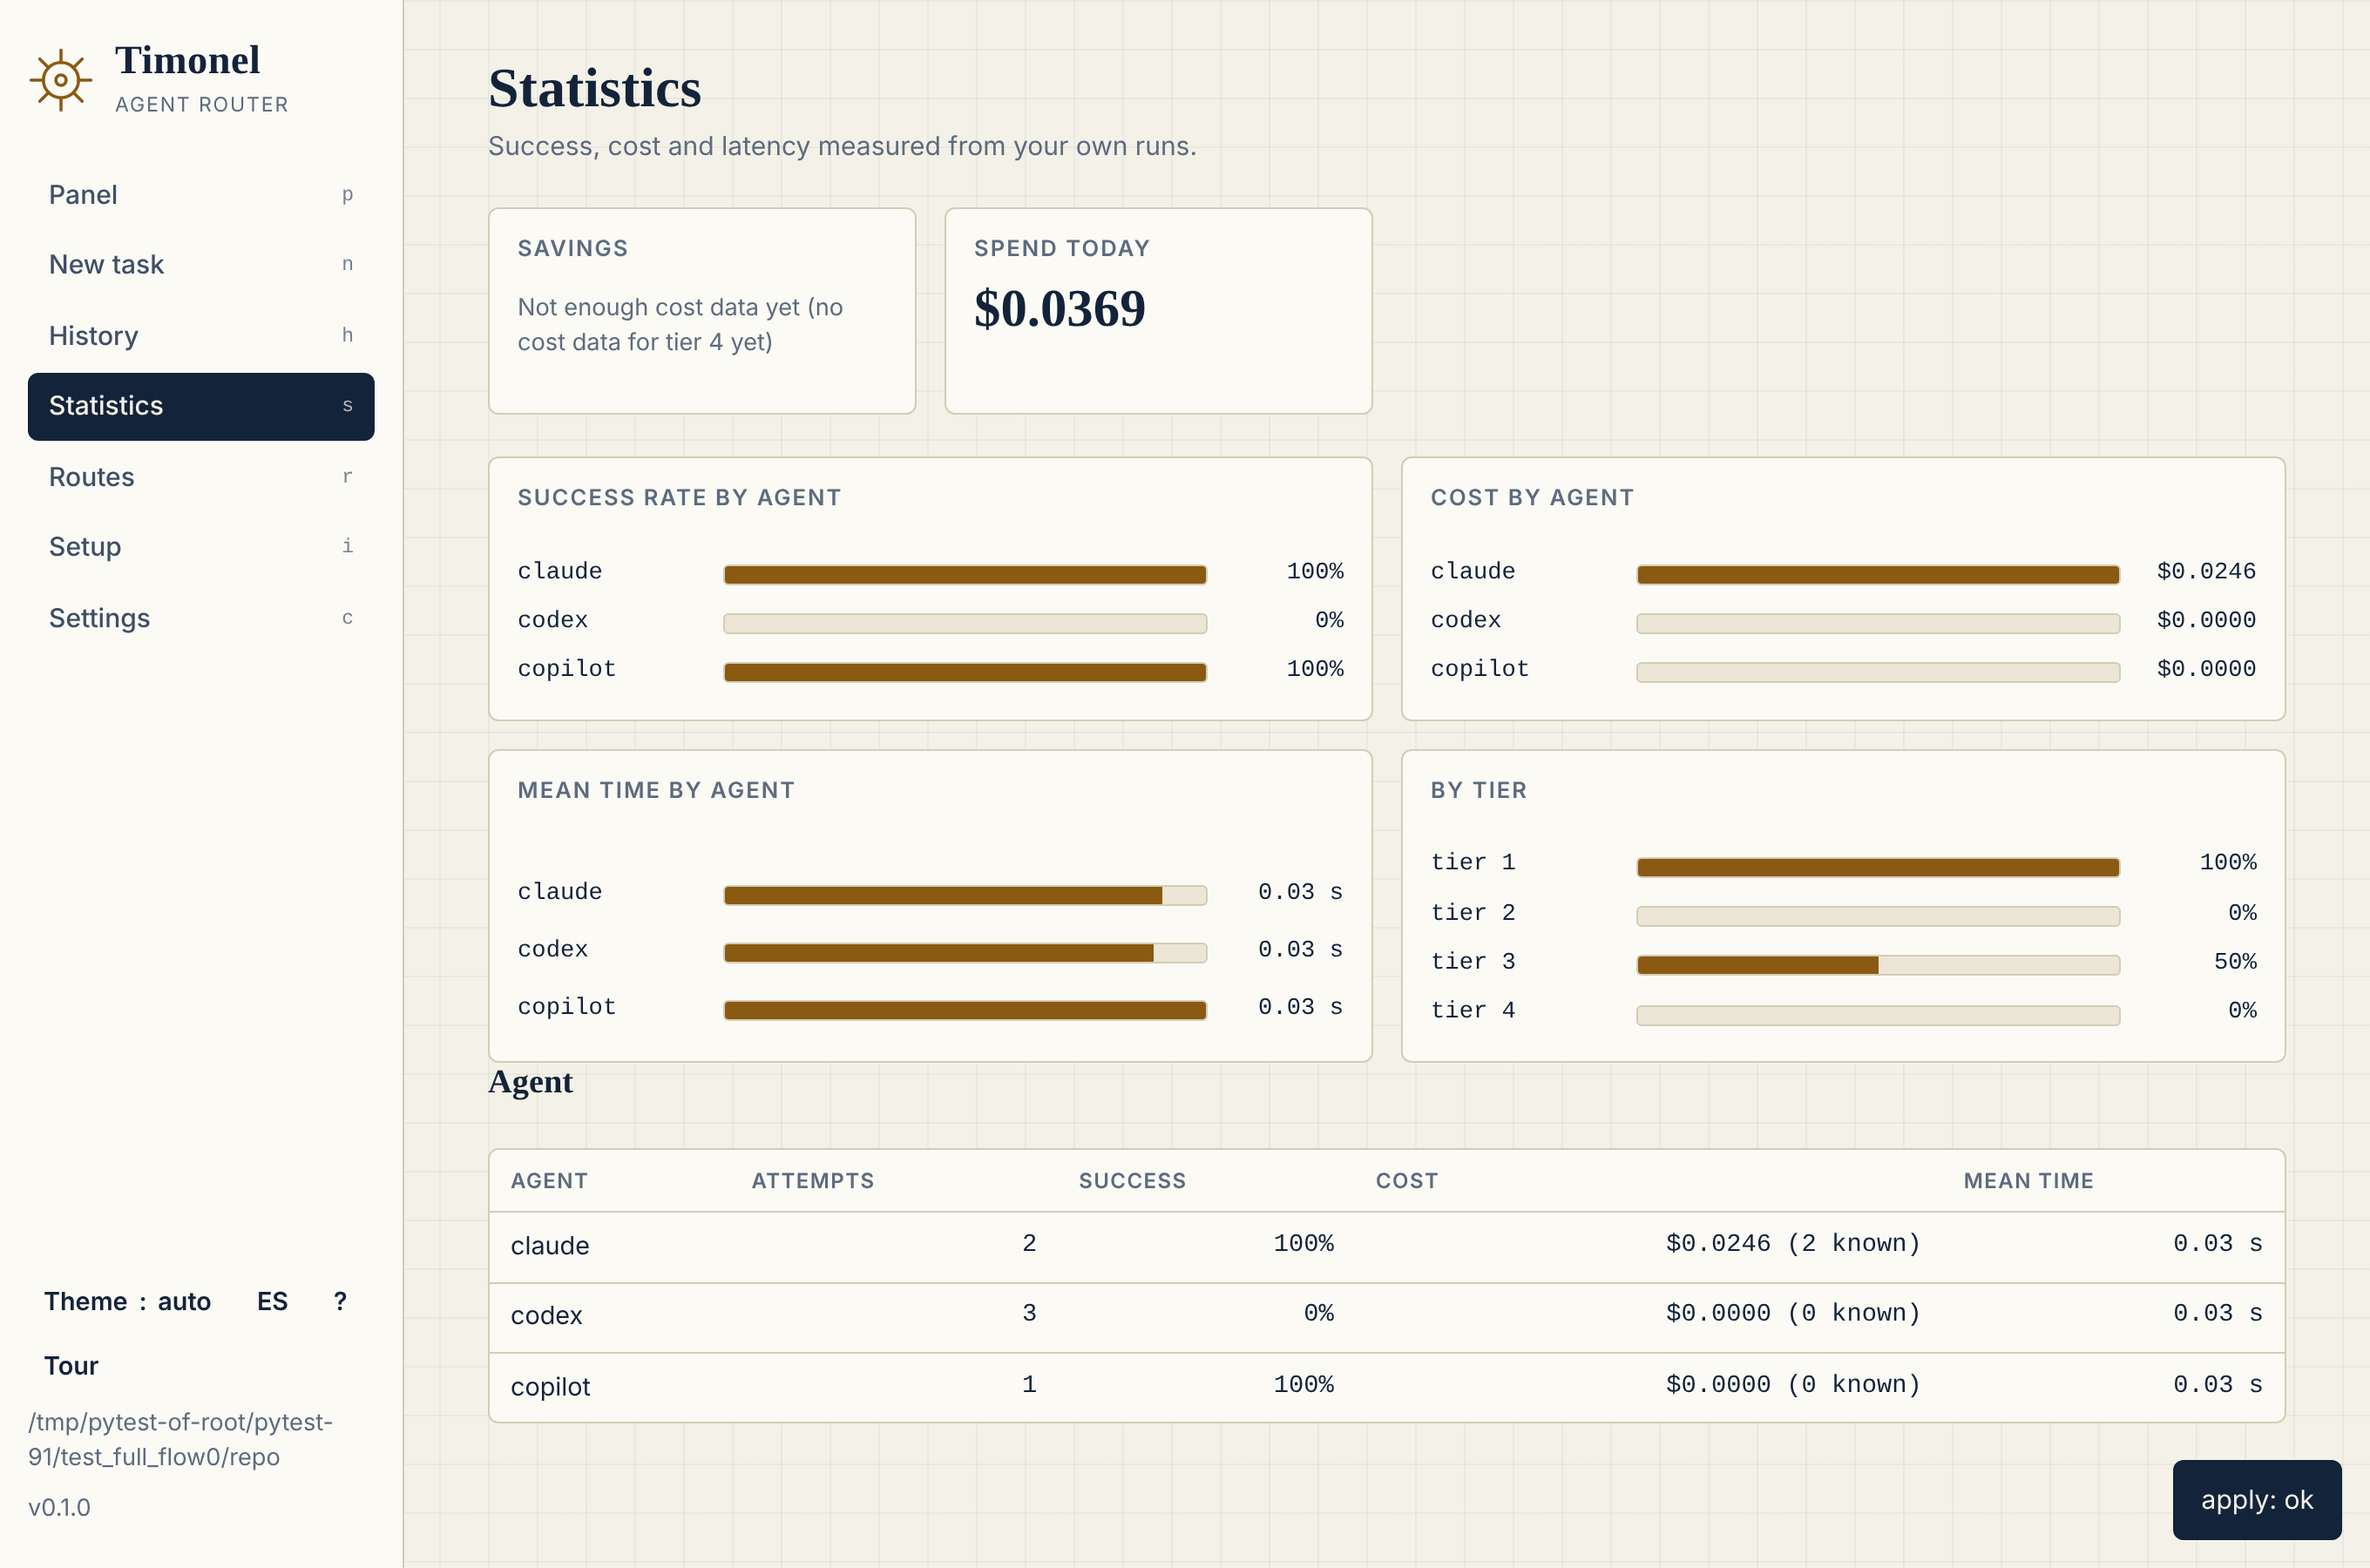 Timonel
AGENT ROUTER
Panel p
New task n
History h
Statistics s
Routes r
Setup i
Settings c
Theme : auto ES ?
Tour
/tmp/pytest-of-root/pytest-
91/test_full_flow0/repo
v0.1.0
Statistics
Success, cost and latency measured from your own runs.
SAVINGS
Not enough cost data yet (no
cost data for tier 4 yet)
SPEND TODAY
$0.0369
SUCCESS RATE BY AGENT
claude 100%
codex 0%
copilot 100%
COST BY AGENT
claude $0.0246
codex $0.0000
copilot $0.0000
MEAN TIME BY AGENT
claude 0.03 s
codex 0.03 s
copilot 0.03 s
BY TIER
tier 1 100%
tier 2 0%
tier 3 50%
tier 4 0%
Agent
AGENT ATTEMPTS SUCCESS COST MEAN TIME
claude 2 100% $0.0246 (2 known) 0.03 s
codex 3 0% $0.0000 (0 known) 0.03 s
copilot 1 100% $0.0000 (0 known) 0.03 s
apply: ok